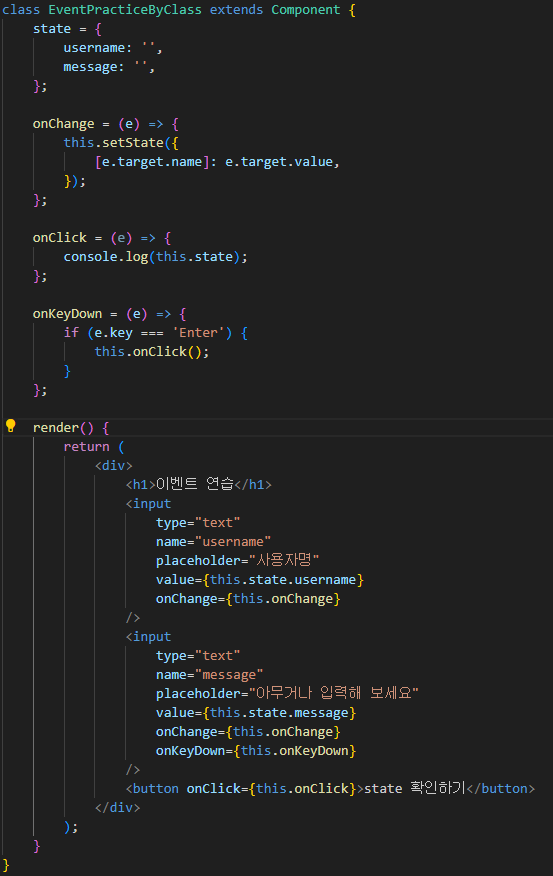 class EventPracticeByClass extends Component {
    state = {
        username: '',
        message: '',
    };

    onChange = (e) => {
        this.setState({
            [e.target.name]: e.target.value,
        });
    };

    onClick = (e) => {
        console.log(this.state);
    };

    onKeyDown = (e) => {
        if (e.key === 'Enter') {
            this.onClick();
        }
    };

    render() {
        return (
            <div>
                <h1>이벤트 연습</h1>
                <input
                    type="text"
                    name="username"
                    placeholder="사용자명"
                    value={this.state.username}
                    onChange={this.onChange}
                />
                <input
                    type="text"
                    name="message"
                    placeholder="아무거나 입력해 보세요"
                    value={this.state.message}
                    onChange={this.onChange}
                    onKeyDown={this.onKeyDown}
                />
                <button onClick={this.onClick}>state 확인하기</button>
            </div>
        );
    }
}